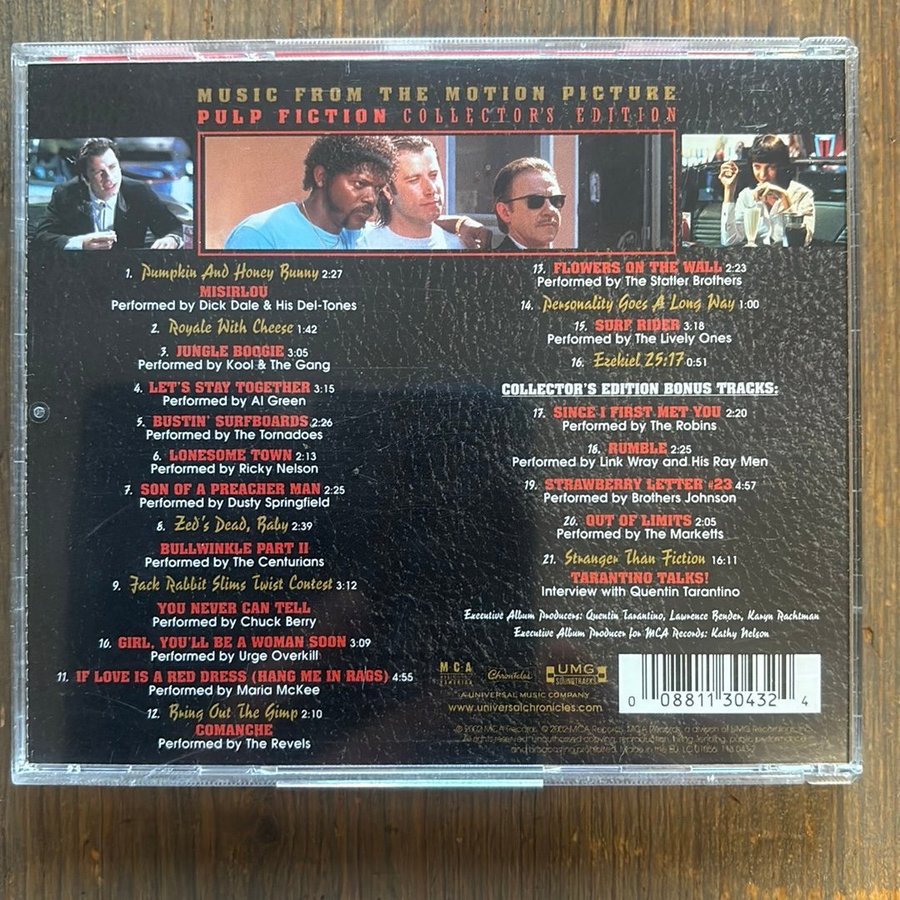 MUSIC FROM THE MOTION PICTURE
PULP FICTION COLLECTOR'S EDITION
1. Pumpkin And Honey Bunny 2:27
MISIRLOU
Performed by Dick Dale & His Del-Tones
2. Royale With Cheese 1:42
3. JUNGLE BOOGIE 3:05
Performed by Kool & The Gang
4. LET'S STAY TOGETHER 3:15
Performed by Al Green
5. BUSTIN' SURFBOARDS 2:26
Performed by The Tornadoes
6. LONESOME TOWN 2:13
Performed by Ricky Nelson
7. SON OF A PREACHER MAN 2:25
Performed by Dusty Springfield
8. Zed's Dead, Baby 2:39
BULLWINKLE PART II
Performed by The Centurians
9. Jack Rabbit Slims Twist Contest 3:12
YOU NEVER CAN TELL
Performed by Chuck Berry
10. GIRL, YOU'LL BE A WOMAN SOON 3:09
Performed by Urge Overkill
11. IF LOVE IS A RED DRESS (HANG ME IN RAGS) 4:55
Performed by Maria McKee
12. Bring Out The Gimp 2:10
COMANCHE
Performed by The Revels
13. FLOWERS ON THE WALL 2:23
Performed by The Statler Brothers
14. Personality Goes A Long Way 1:00
15. SURF RIDER 3:18
Performed by The Lively Ones
16. Ezekiel 25:17 0:51
COLLECTOR'S EDITION BONUS TRACKS:
17. SINCE I FIRST MET YOU 2:20
Performed by The Robins
18. RUMBLE 2:25
Performed by Link Wray and His Ray Men
19. STRAWBERRY LETTER #23 4:57
Performed by Brothers Johnson
20. OUT OF LIMITS 2:05
Performed by The Marketts
21. Stranger Than Fiction 16:11
TARANTINO TALKS!
Interview with Quentin Tarantino
Executive Album Producers: Quentin Tarantino, Lawrence Bender, Karyn Rachtman
Executive Album Producer for MCA Records: Kathy Nelson
MCA
Chronicles
UMG
SOUNDTRACKS
A UNIVERSAL MUSIC COMPANY
www.universalchronicles.com
0 08811 30432 4